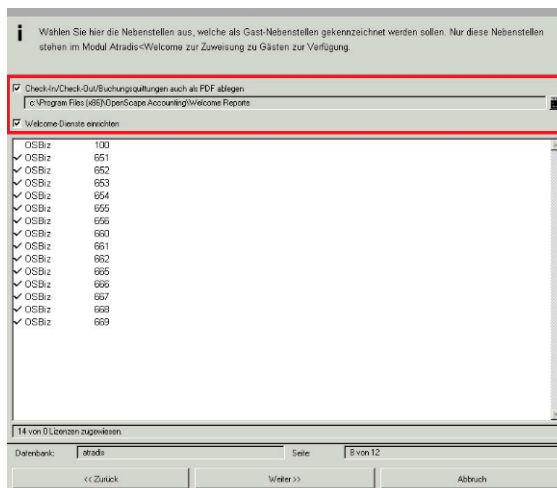 i
Wählen Sie hier die Nebenstellen aus, welche als Gast-Nebenstellen gekennzeichnet werden sollen. Nur diese Nebenstellen
stehen im Modul Atradis<Welcome zur Zuweisung zu Gästen zur Verfügung.
Check-In/Check-Out/Buchungsquittungen auch als PDF ablegen
c:\Program Files (x86)\OpenScape Accounting\Welcome Reporte
Welcome-Dienste einrichten
OSBiz 100
OSBiz 651
OSBiz 652
OSBiz 653
OSBiz 654
OSBiz 655
OSBiz 656
OSBiz 660
OSBiz 661
OSBiz 662
OSBiz 665
OSBiz 666
OSBiz 667
OSBiz 668
OSBiz 669
14 von 0 Lizenzen zugewiesen.
Datenbank: atradis Seite: 8 von 12
<< Zurück Weiter >> Abbruch